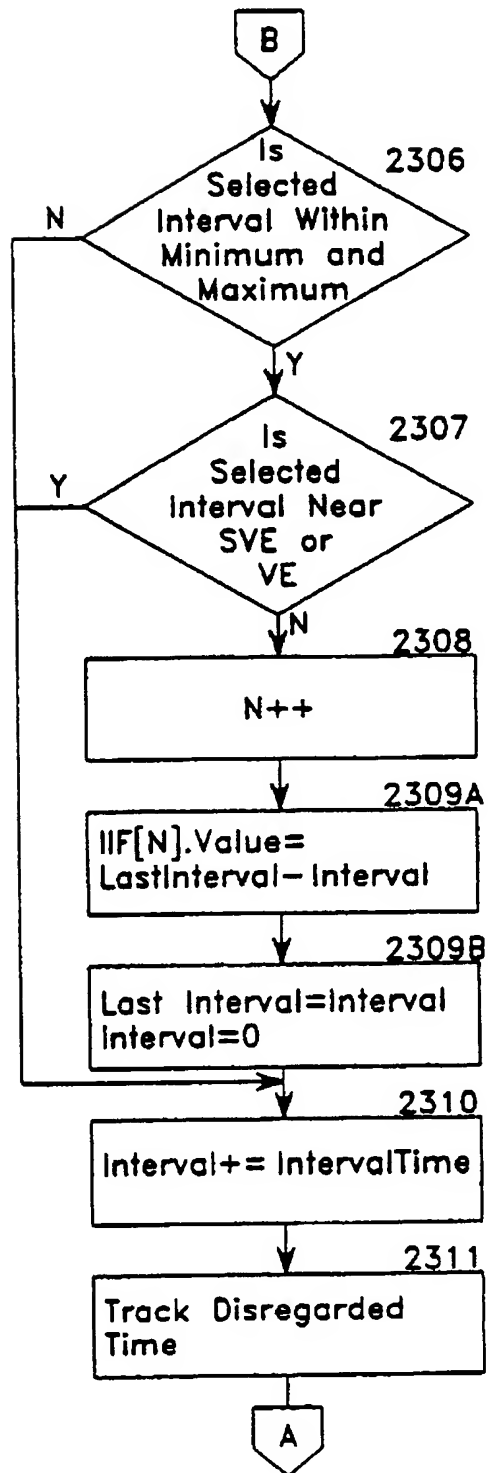 B
2306
Is
Selected
Interval Within
Minimum and
Maximum
N
Y
2307
Is
Selected
Interval Near
SVE or
VE
Y
N
2308
N++
2309A
IIF[N].Value=
LastInterval-Interval
2309B
Last Interval=Interval
Interval=0
2310
Interval+= IntervalTime
2311
Track Disregarded
Time
A